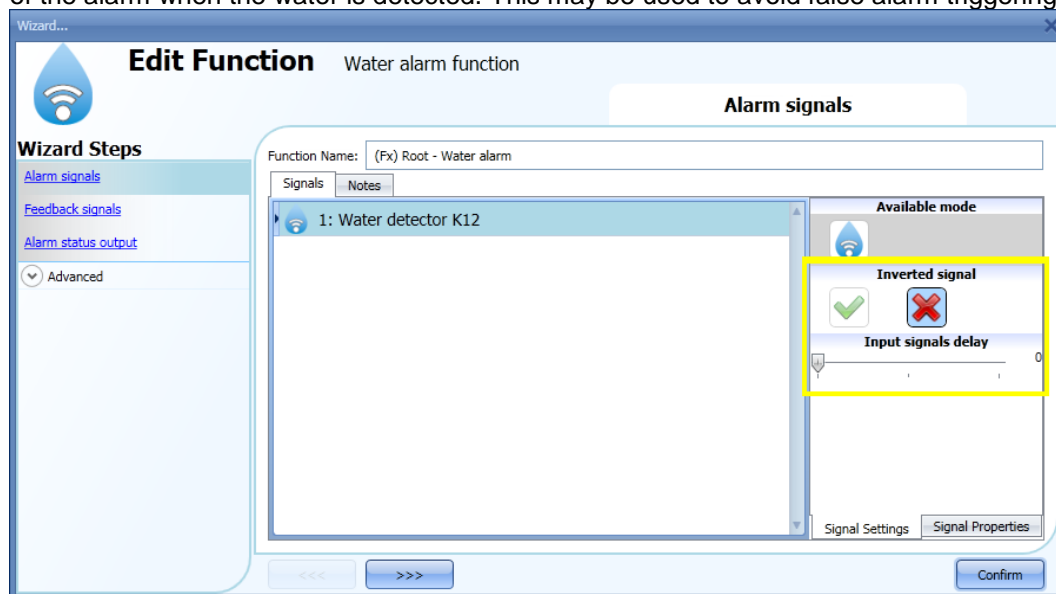 of the alarm when the water is detected. This may be used to avoid false alarm triggering
Wizard...
Edit Function Water alarm function
Alarm signals
Wizard Steps
Alarm signals
Feedback signals
Alarm status output
Advanced
Function Name: (Fx) Root - Water alarm
Signals Notes
1: Water detector K12
Available mode
Inverted signal
Input signals delay
0
Signal Settings Signal Properties
<<< >>> Confirm